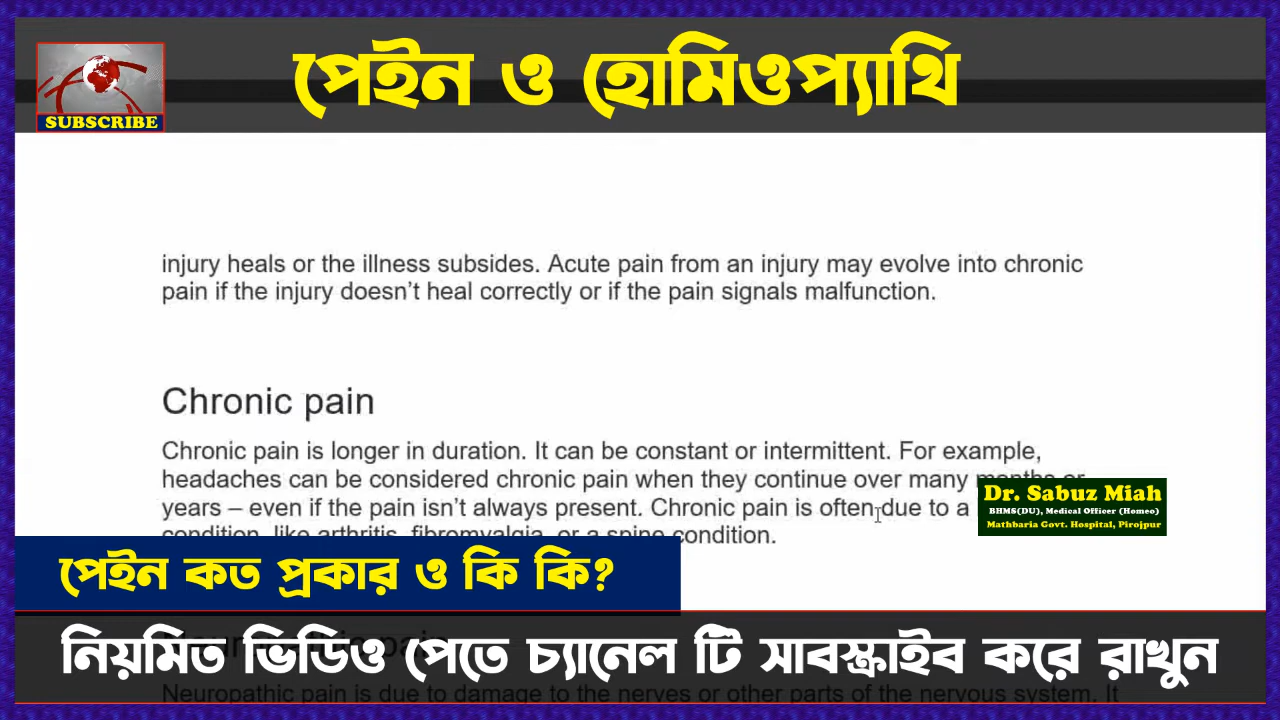 পেইন ও হোমিওপ্যাথি
SUBSCRIBE
injury heals or the illness subsides. Acute pain from an injury may evolve into chronic
pain if the injury doesn’t heal correctly or if the pain signals malfunction.
Chronic pain
Chronic pain is longer in duration. It can be constant or intermittent. For example,
headaches can be considered chronic pain when they continue over many months or
years – even if the pain isn’t always present. Chronic pain is often due to a
condition, like arthritis, fibromyalgia, or a spine condition.
Dr. Sabuz Miah
BHMS(DU), Medical Officer (Homeo)
Mathbaria Govt. Hospital, Pirojpur
পেইন কত প্রকার ও কি কি?
নিয়মিত ভিডিও পেতে চ্যানেল টি সাবস্ক্রাইব করে রাখুন
Neuropathic pain is due to damage to the nerves or other parts of the nervous system. It